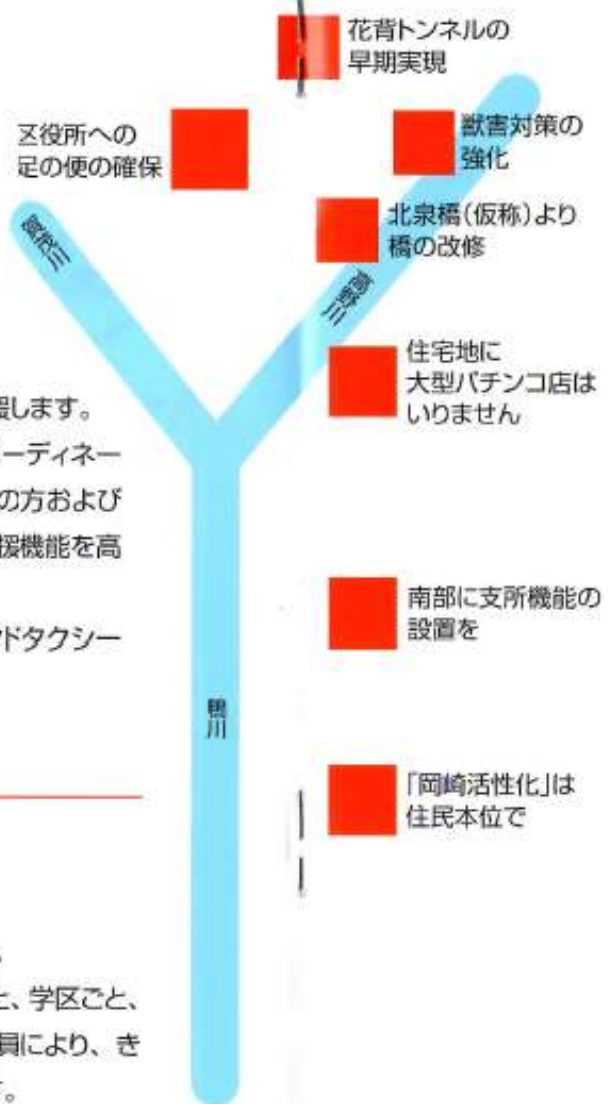 花背トンネルの
早期実現
区役所への
足の便の確保
獣害対策の
強化
北泉橋(仮称)より
橋の改修
賀茂川
高野川
住宅地に
大型パチンコ店は
いりません
援します。
ーディネー
の方および
援機能を高
ドタクシー
南部に支所機能の
設置を
鴨川
「岡崎活性化」は
住民本位で
と、学区ごと、
員により、き
す。